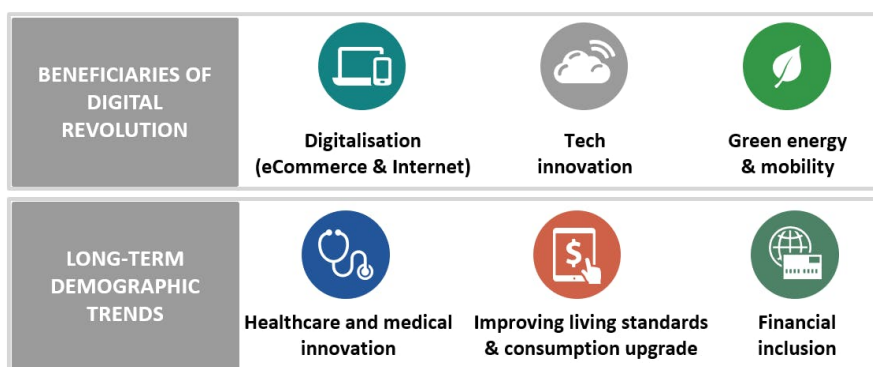 BENEFICIARIES OF
DIGITAL
REVOLUTION
Digitalisation
(eCommerce & Internet)
Tech
innovation
Green energy
& mobility
LONG-TERM
DEMOGRAPHIC
TRENDS
Healthcare and medical
innovation
$
Improving living standards
& consumption upgrade
Financial
inclusion